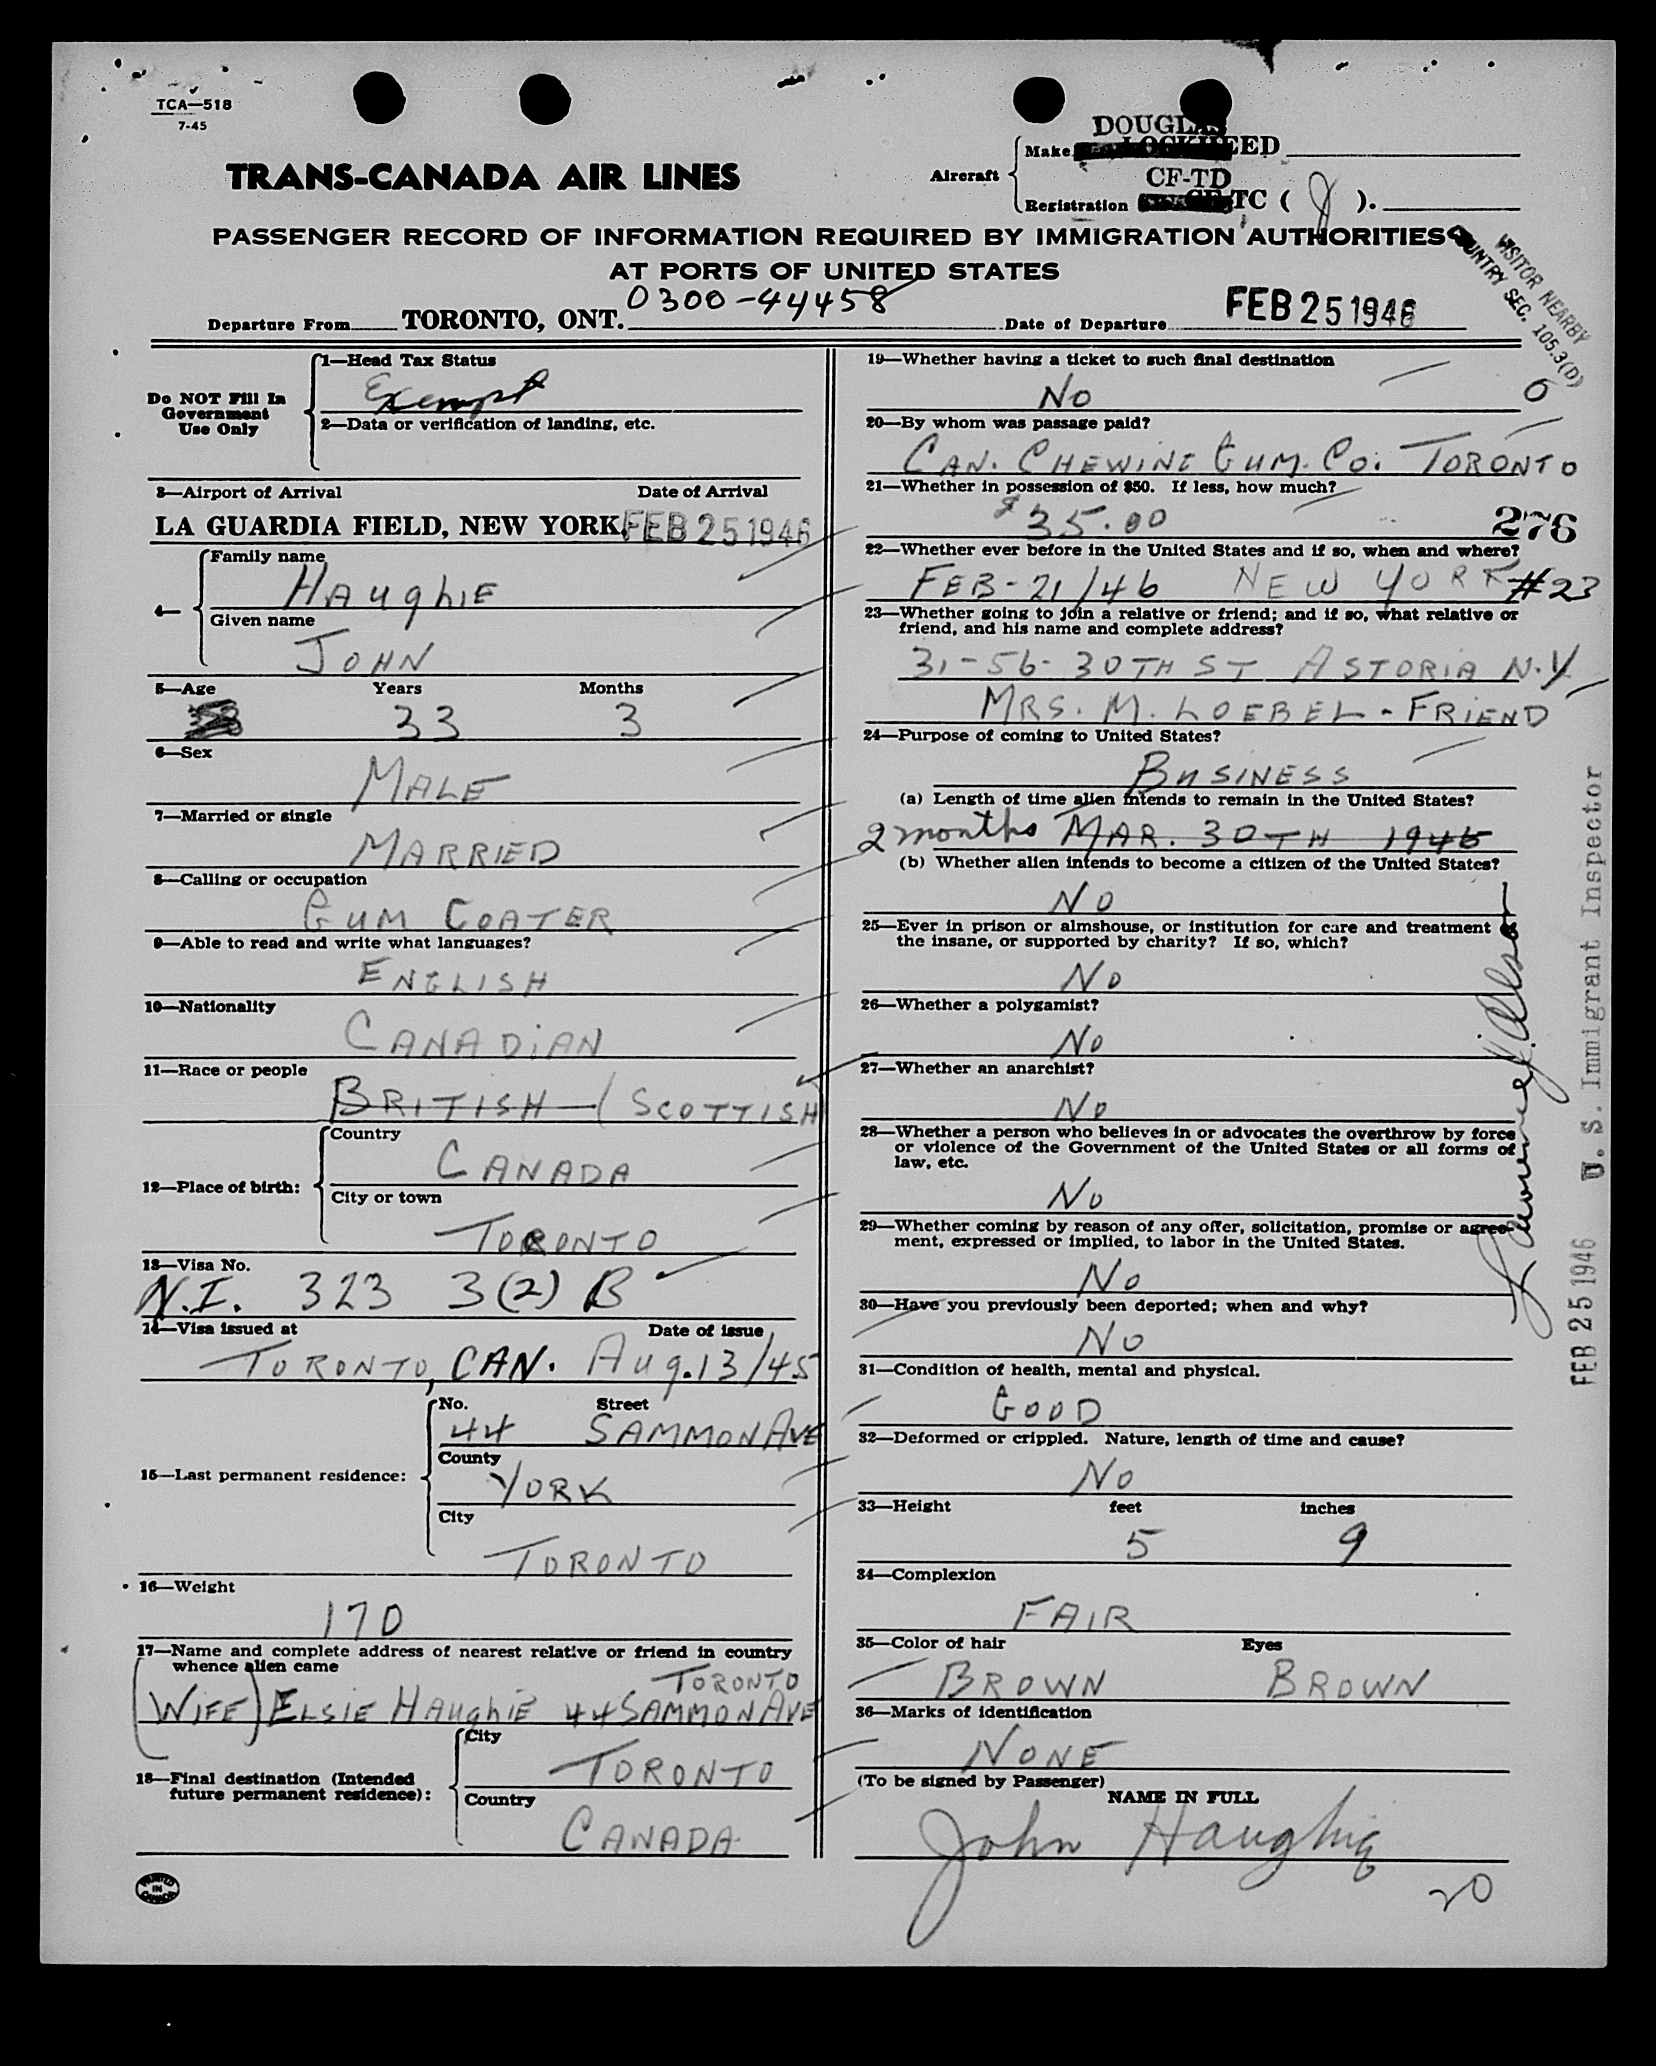 TCA—518
7-45
TRANS-CANADA AIR LINES
Aircraft
Make DOUGLAS
LOCKHEED
CF-TD
Registration CF-TC ( J ).
PASSENGER RECORD OF INFORMATION REQUIRED BY IMMIGRATION AUTHORITIES
AT PORTS OF UNITED STATES
VISITOR NEARBY
COUNTRY SEC. 105.3(D)
0300-44458
Departure From TORONTO, ONT. Date of Departure FEB 25 1946
Do NOT Fill In
Government
Use Only
1—Head Tax Status
Exempt
2—Data or verification of landing, etc.
3—Airport of Arrival Date of Arrival
LA GUARDIA FIELD, NEW YORK, FEB 25 1946
4—
Family name
HAughIE
Given name
JOHN
5—Age Years Months
33 3
6—Sex
MALE
7—Married or single
MARRIED
8—Calling or occupation
GUM COATER
9—Able to read and write what languages?
ENGLISH
10—Nationality
CANADiAN
11—Race or people
BRITISH — ( SCOTTISH
12—Place of birth:
Country
CANADA
City or town
TORONTO
13—Visa No.
N.I. 323 3(2) B
14—Visa issued at Date of issue
TORONTO, CAN. Aug.13/45
15—Last permanent residence:
No. Street
44 SAMMON AVE
County
YORK
City
TORONTO
16—Weight
170
17—Name and complete address of nearest relative or friend in country
whence alien came
TORONTO
(WIFE) ELSIE HAughIE 44 SAMMON AVE
18—Final destination (Intended
future permanent residence):
City
TORONTO
Country
CANADA
PRINTED
IN
CANADA
19—Whether having a ticket to such final destination
NO
0
20—By whom was passage paid?
CAN. CHEWING GUM. CO. TORONTO
21—Whether in possession of $50. If less, how much?
$35.00
276
22—Whether ever before in the United States and if so, when and where?
FEB-21/46 NEW YORK #23
23—Whether going to join a relative or friend; and if so, what relative or
friend, and his name and complete address?
31-56-30TH ST ASTORIA N.Y
MRS. M. LOEBEL - FRIEND
24—Purpose of coming to United States?
BUSINESS
(a) Length of time alien intends to remain in the United States?
2 months MAR. 30TH 1946
(b) Whether alien intends to become a citizen of the United States?
NO
25—Ever in prison or almshouse, or institution for care and treatment of
the insane, or supported by charity? If so, which?
NO
26—Whether a polygamist?
NO
27—Whether an anarchist?
NO
28—Whether a person who believes in or advocates the overthrow by force
or violence of the Government of the United States or all forms of
law, etc.
NO
29—Whether coming by reason of any offer, solicitation, promise or agree-
ment, expressed or implied, to labor in the United States.
NO
30—Have you previously been deported; when and why?
NO
31—Condition of health, mental and physical.
GOOD
32—Deformed or crippled. Nature, length of time and cause?
NO
33—Height feet inches
5 9
34—Complexion
FAIR
35—Color of hair Eyes
BROWN BROWN
36—Marks of identification
NONE
(To be signed by Passenger)
NAME IN FULL
John Haughie
20
FEB 25 1946 U. S. Immigrant Inspector